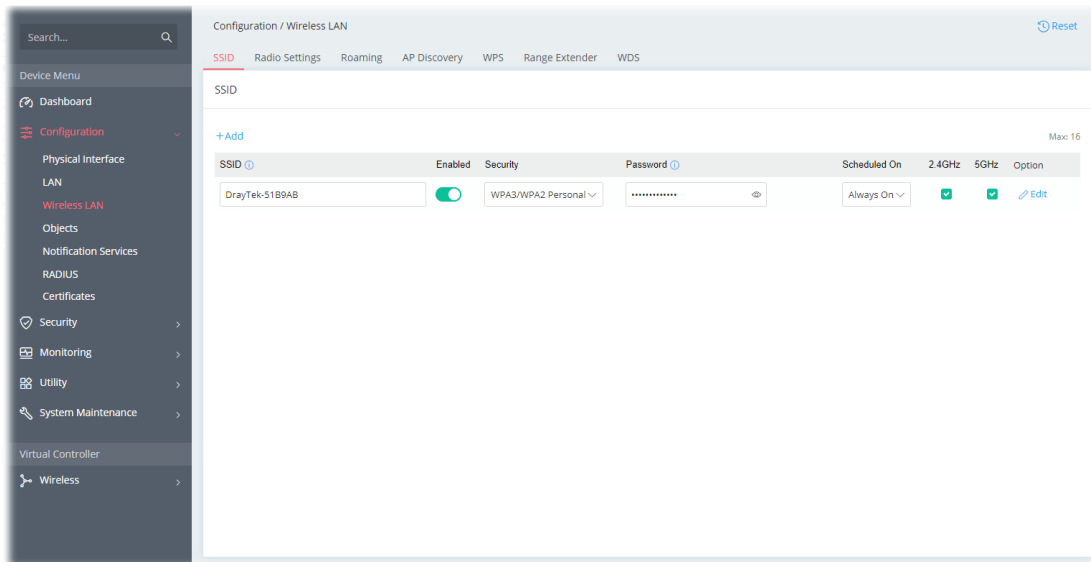 Search...
Device Menu
Dashboard
Configuration
Physical Interface
LAN
Wireless LAN
Objects
Notification Services
RADIUS
Certificates
Security
Monitoring
Utility
System Maintenance
Virtual Controller
Wireless
Configuration / Wireless LAN
Reset
SSID Radio Settings Roaming AP Discovery WPS Range Extender WDS
SSID
+Add
Max: 16
SSID Enabled Security Password Scheduled On 2.4GHz 5GHz Option
DrayTek-51B9AB WPA3/WPA2 Personal ••••••••••••• Always On Edit